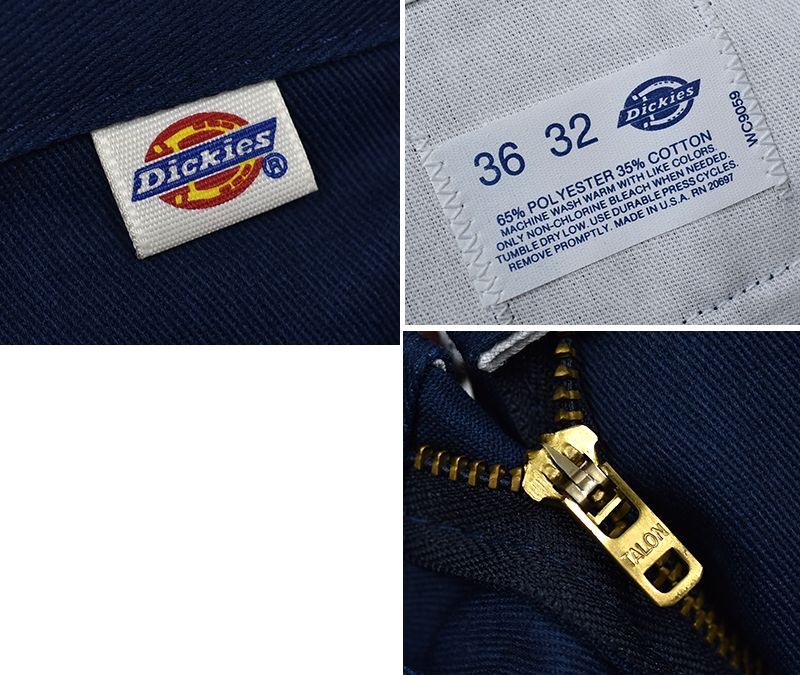 Dickies®
36 32 Dickies
65% POLYESTER 35% COTTON
MACHINE WASH WARM WITH LIKE COLORS.
ONLY NON-CHLORINE BLEACH WHEN NEEDED.
TUMBLE DRY LOW. USE DURABLE PRESS CYCLES.
REMOVE PROMPTLY. MADE IN U.S.A. RN 20697
WC9059
TALON